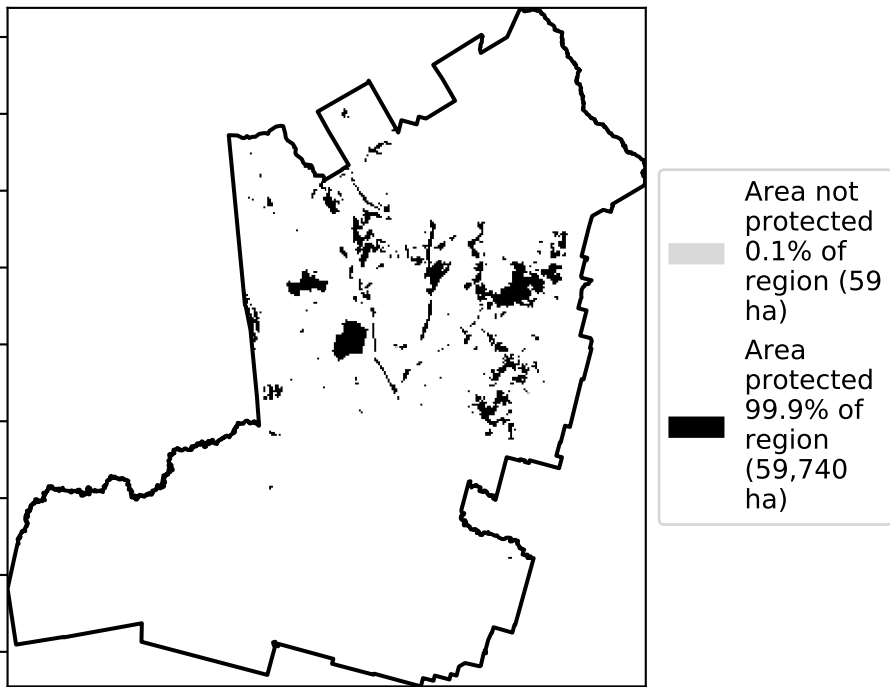 Area not
protected
0.1% of
region (59
ha)
Area
protected
99.9% of
region
(59,740
ha)